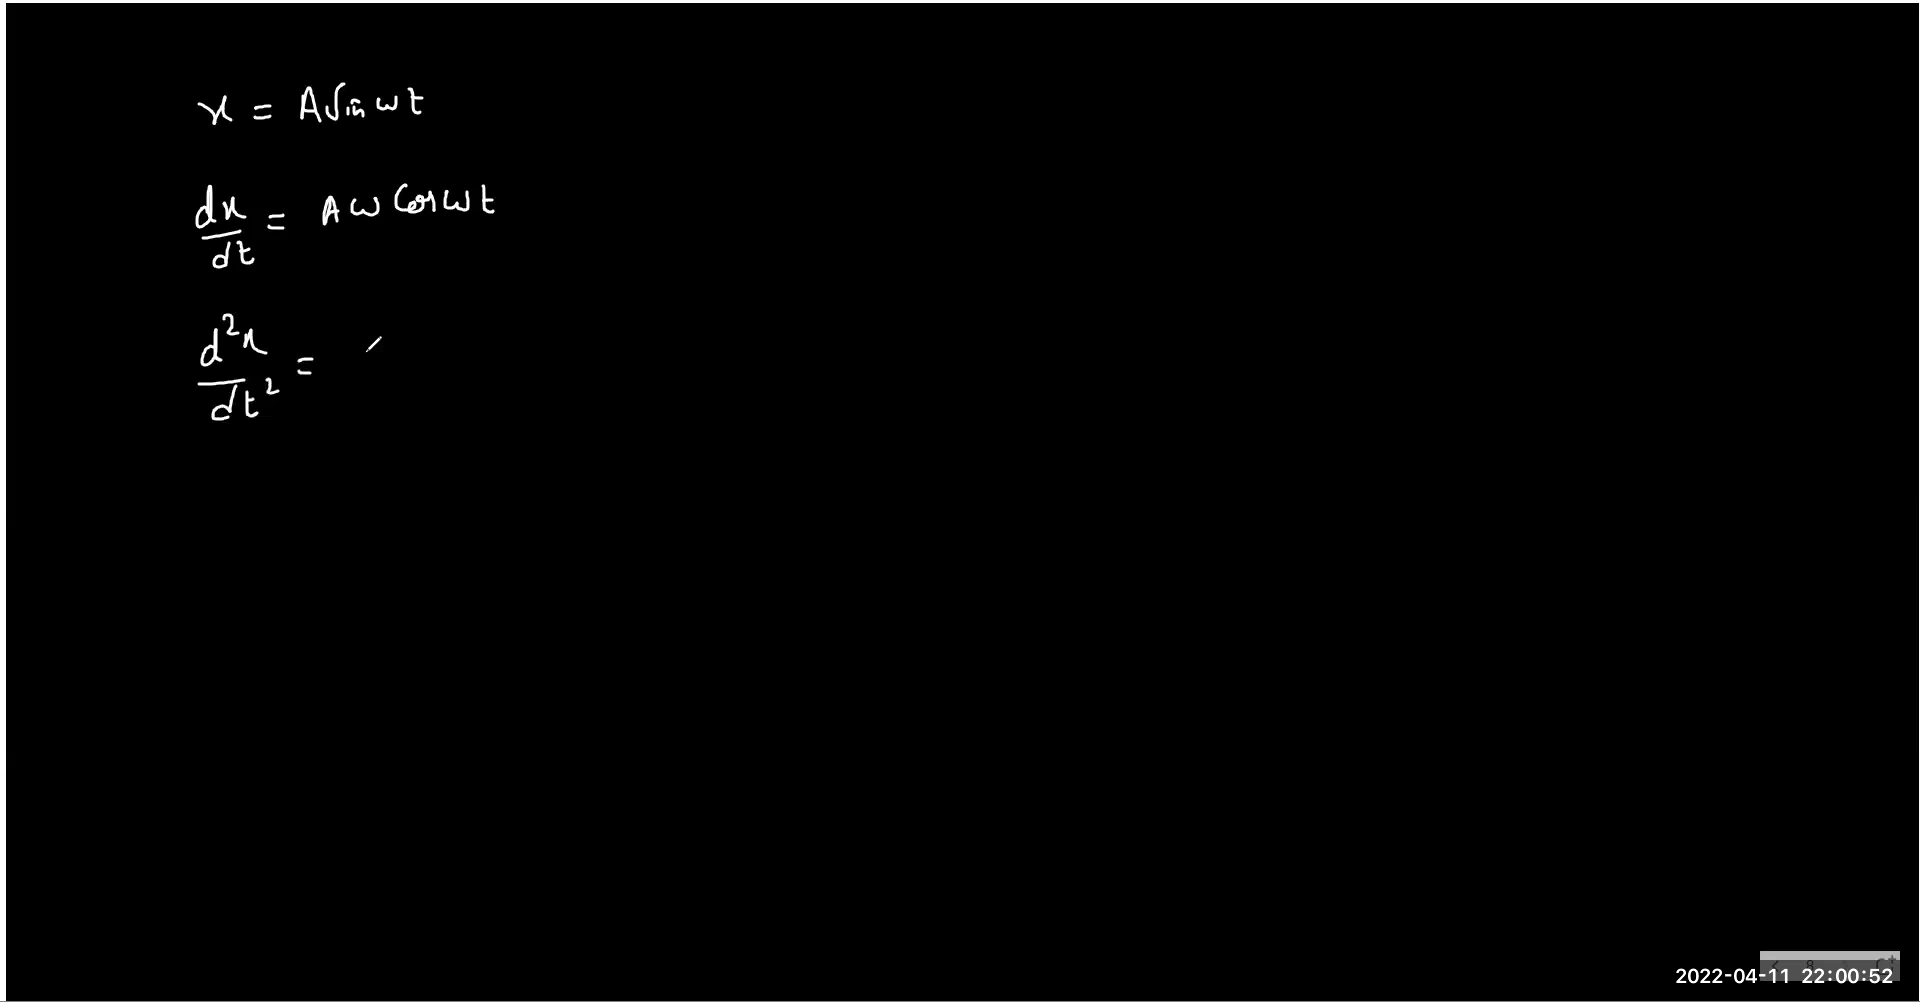 x = A Sin ωt
dx/dt = Aω Cos ωt
d²x/dt² =
2022-04-11 22:00:52